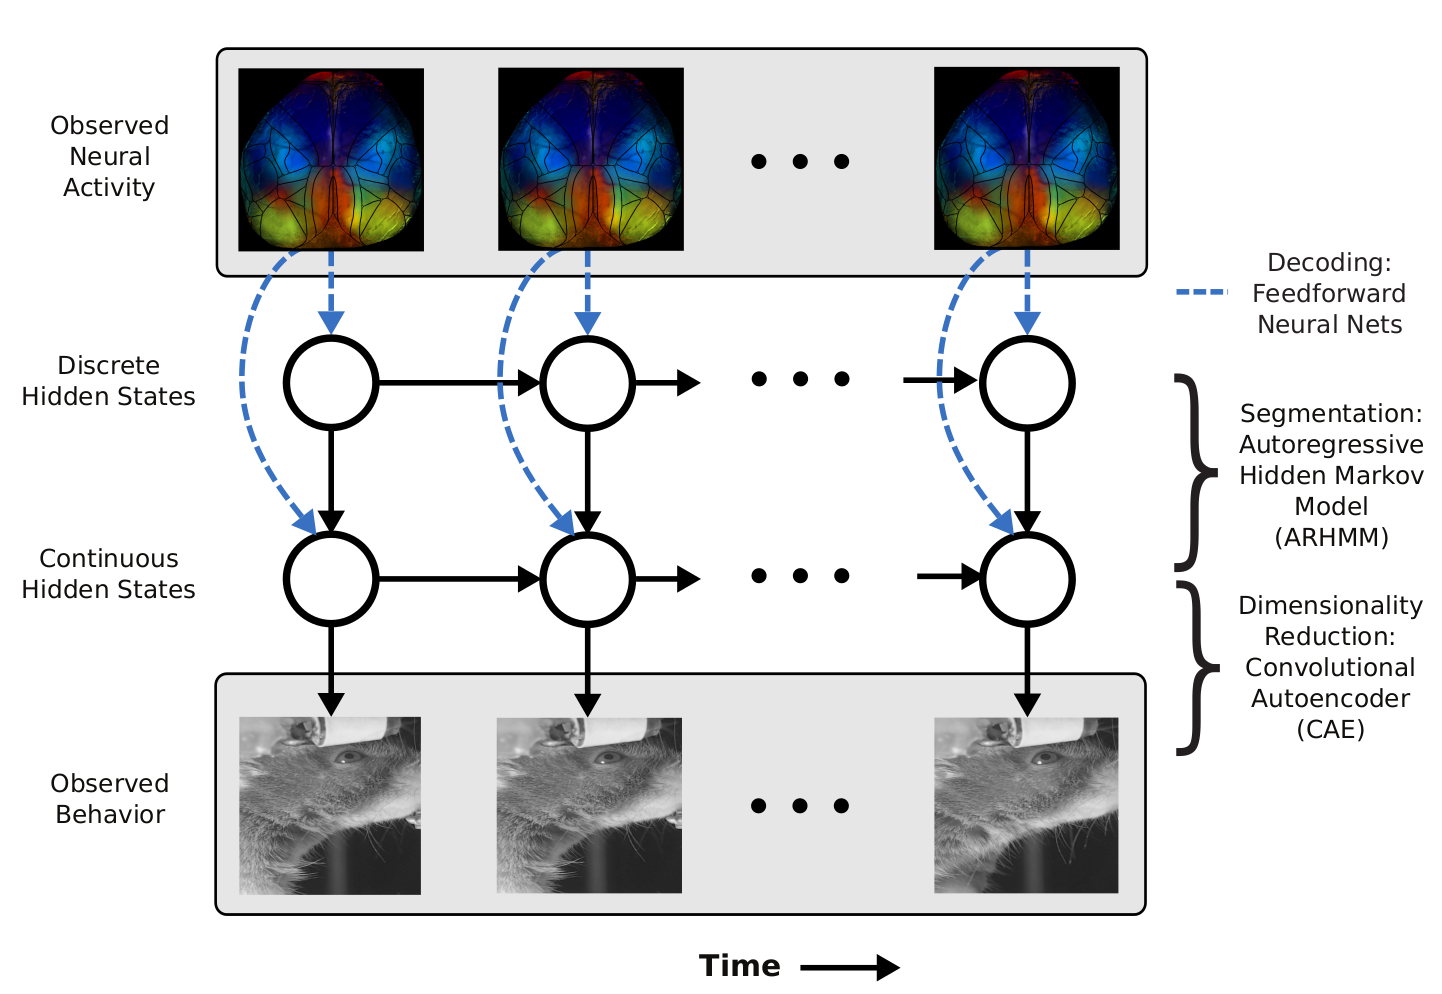 Observed
Neural
Activity
Decoding:
Feedforward
Neural Nets
Discrete
Hidden States
Segmentation:
Autoregressive
Hidden Markov
Model
(ARHMM)
Continuous
Hidden States
Dimensionality
Reduction:
Convolutional
Autoencoder
(CAE)
Observed
Behavior
Time